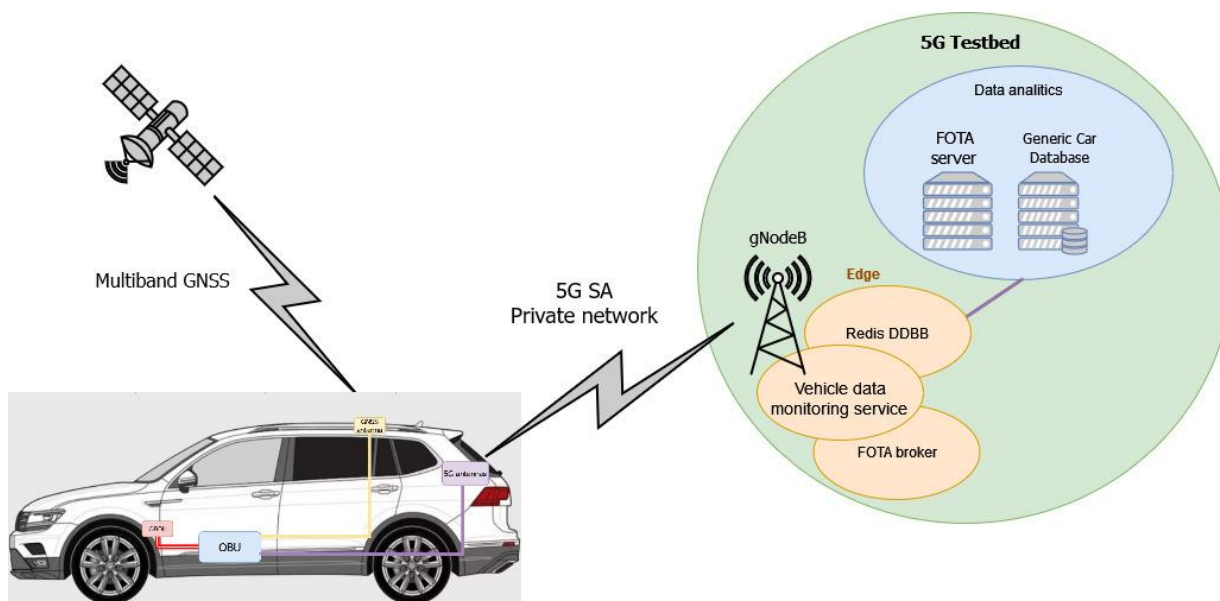 5G Testbed
Data analitics
FOTA
server
Generic Car
Database
gNodeB
Edge
Redis DDBB
Vehicle data
monitoring service
FOTA broker
Multiband GNSS
5G SA
Private network
GNSS
antenna
5G antennas
OBU